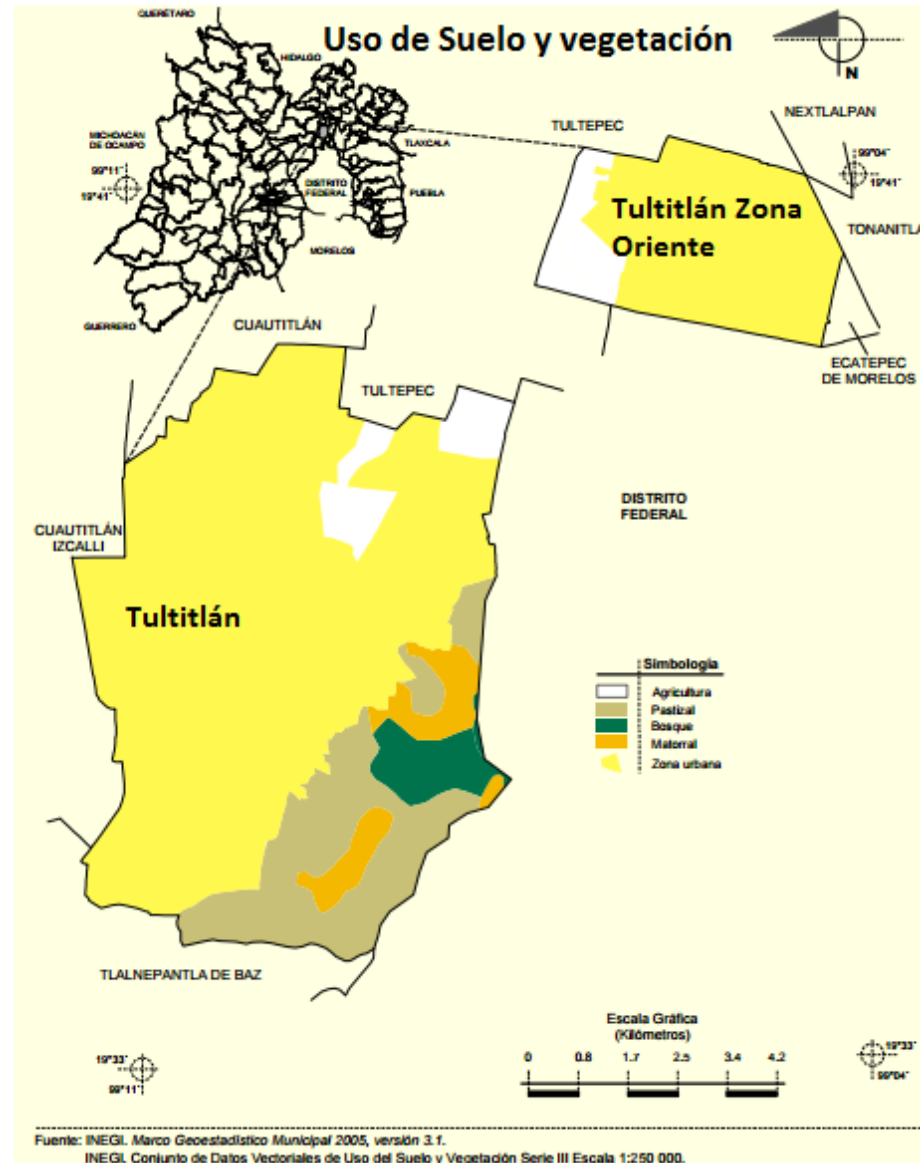 Uso de Suelo y vegetación
QUERÉTARO
HIDALGO
MICHOACÁN
DE OCAMPO
99°11´
19°41´
TLAXCALA
DISTRITO
FEDERAL
PUEBLA
MORELOS
GUERRERO
N
NEXTLALPAN
TULTEPEC
99°04´
19°41´
Tultitlán Zona
Oriente
TONANITLA
ECATEPEC
DE MORELOS
CUAUTITLÁN
TULTEPEC
DISTRITO
FEDERAL
CUAUTITLÁN
IZCALLI
Tultitlán
Simbología
Agricultura
Pastizal
Bosque
Matorral
Zona urbana
TLALNEPANTLA DE BAZ
Escala Gráfica
(Kilómetros)
0 0.8 1.7 2.5 3.4 4.2
19°33´
99°11´
19°33´
99°04´
Fuente: INEGI. Marco Geoestadístico Municipal 2005, versión 3.1.
INEGI. Conjunto de Datos Vectoriales de Uso del Suelo y Vegetación Serie III Escala 1:250 000.